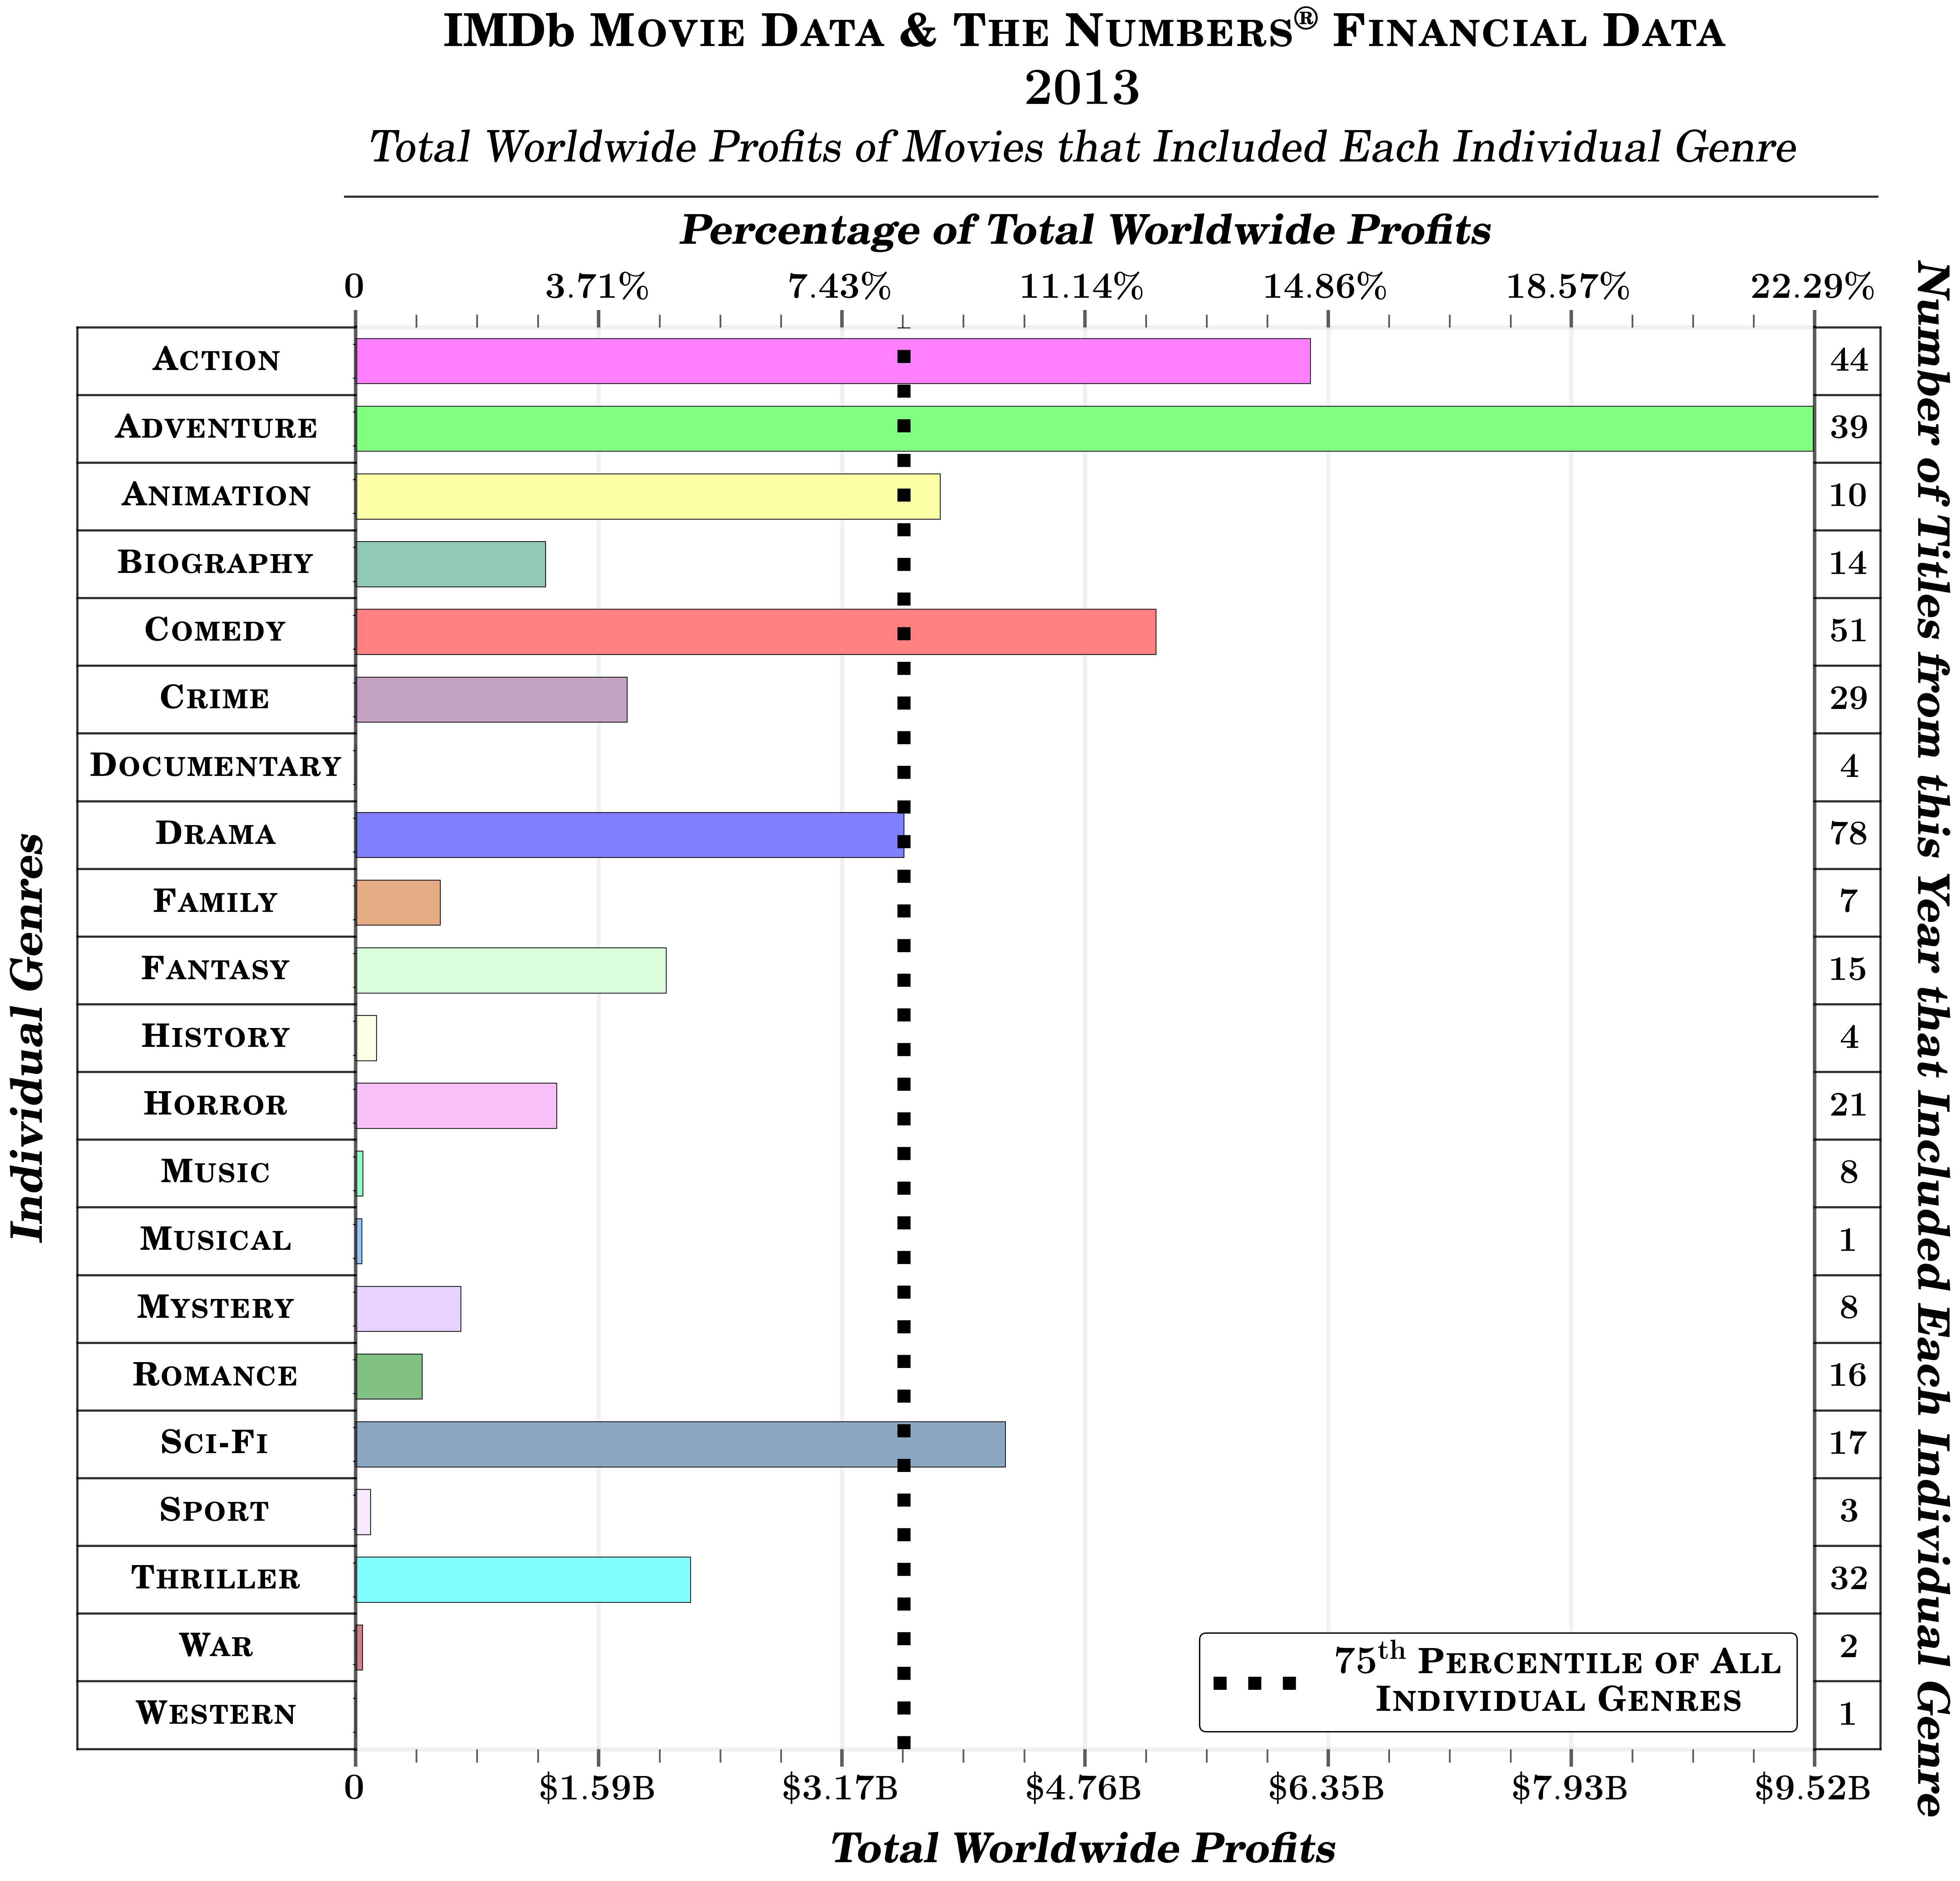 IMDb Movie Data & The Numbers® Financial Data
2013
Total Worldwide Profits of Movies that Included Each Individual Genre
Percentage of Total Worldwide Profits
0 3.71% 7.43% 11.14% 14.86% 18.57% 22.29%
Individual Genres
Action 44
Adventure 39
Animation 10
Biography 14
Comedy 51
Crime 29
Documentary 4
Drama 78
Family 7
Fantasy 15
History 4
Horror 21
Music 8
Musical 1
Mystery 8
Romance 16
Sci-Fi 17
Sport 3
Thriller 32
War 2
Western 1
75th Percentile of All
Individual Genres
Number of Titles from this Year that Included Each Individual Genre
0 $1.59B $3.17B $4.76B $6.35B $7.93B $9.52B
Total Worldwide Profits